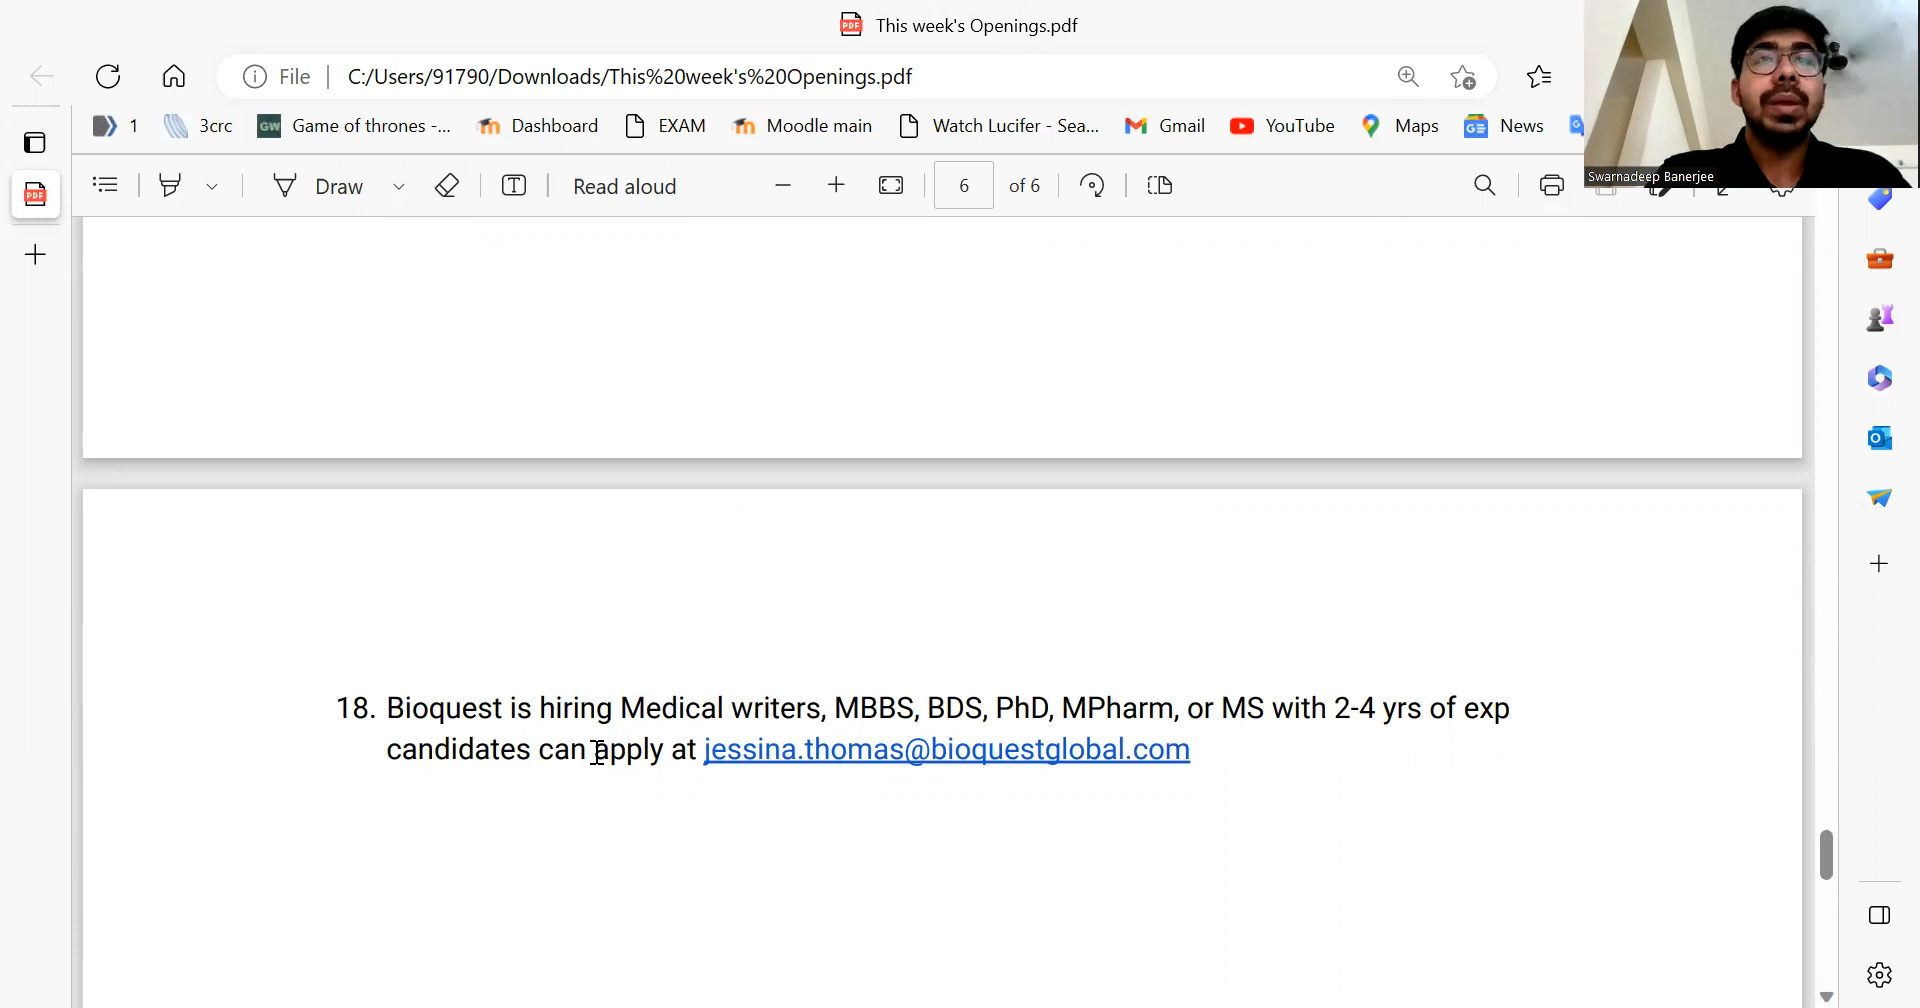 This week's Openings.pdf
File
C:/Users/91790/Downloads/This%20week's%20Openings.pdf
1
3crc
GW
Game of thrones -...
Dashboard
EXAM
Moodle main
Watch Lucifer - Sea...
Gmail
YouTube
Maps
News
Swarnadeep Banerjee
Draw
Read aloud
6
of 6
18. Bioquest is hiring Medical writers, MBBS, BDS, PhD, MPharm, or MS with 2-4 yrs of exp
candidates can apply at jessina.thomas@bioquestglobal.com